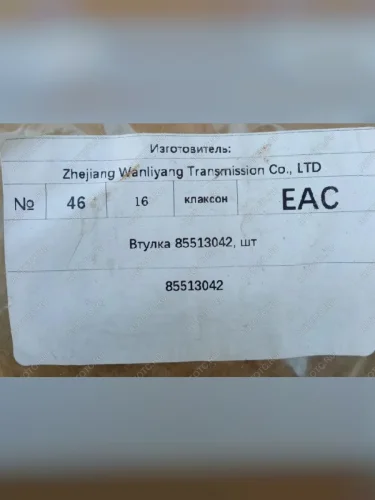 Изготовитель:
Zhejiang Wanliyang Transmission Co., LTD
№ 46 16 клаксон EAC
Втулка 85513042, шт
85513042